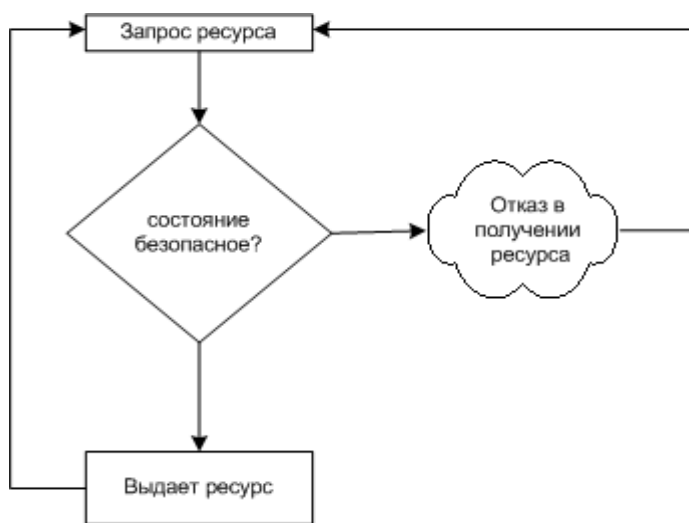 Запрос ресурса
состояние
безопасное?
Отказ в
получении
ресурса
Выдает ресурс